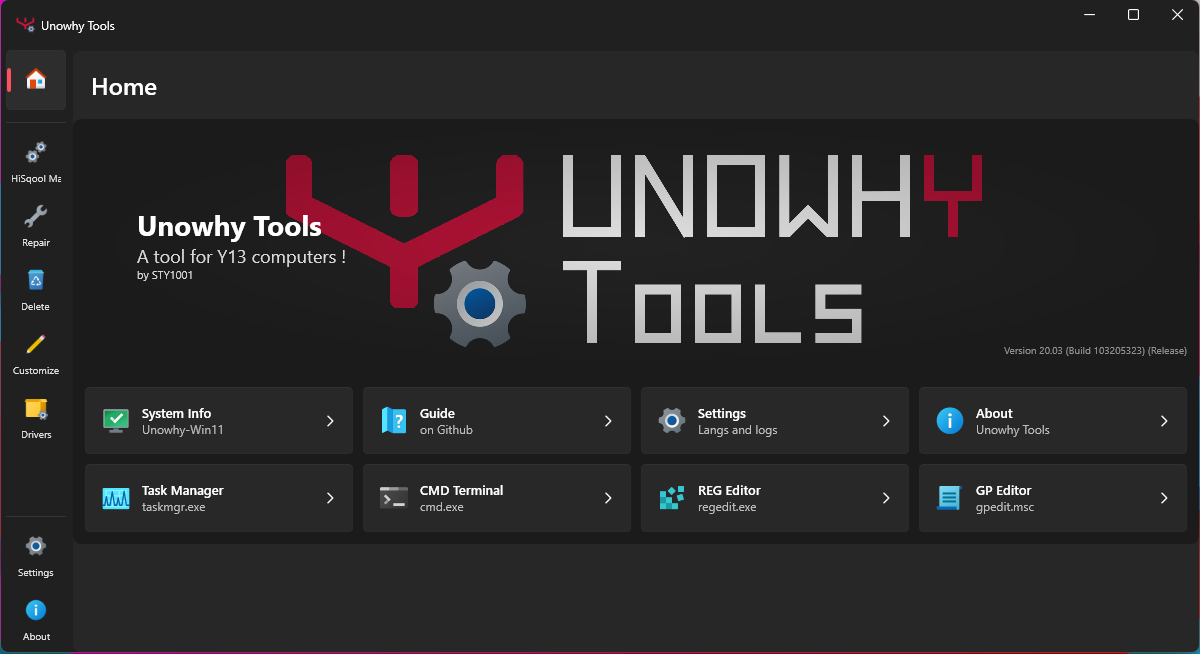 Unowhy Tools
Home
HiSqool Ma
Repair
Delete
Customize
Drivers
Settings
About
Unowhy Tools
A tool for Y13 computers !
by STY1001
UNOWHY
TOOLS
Version 20.03 (Build 103205323) (Release)
System Info
Unowhy-Win11
Guide
on Github
Settings
Langs and logs
About
Unowhy Tools
Task Manager
taskmgr.exe
CMD Terminal
cmd.exe
REG Editor
regedit.exe
GP Editor
gpedit.msc